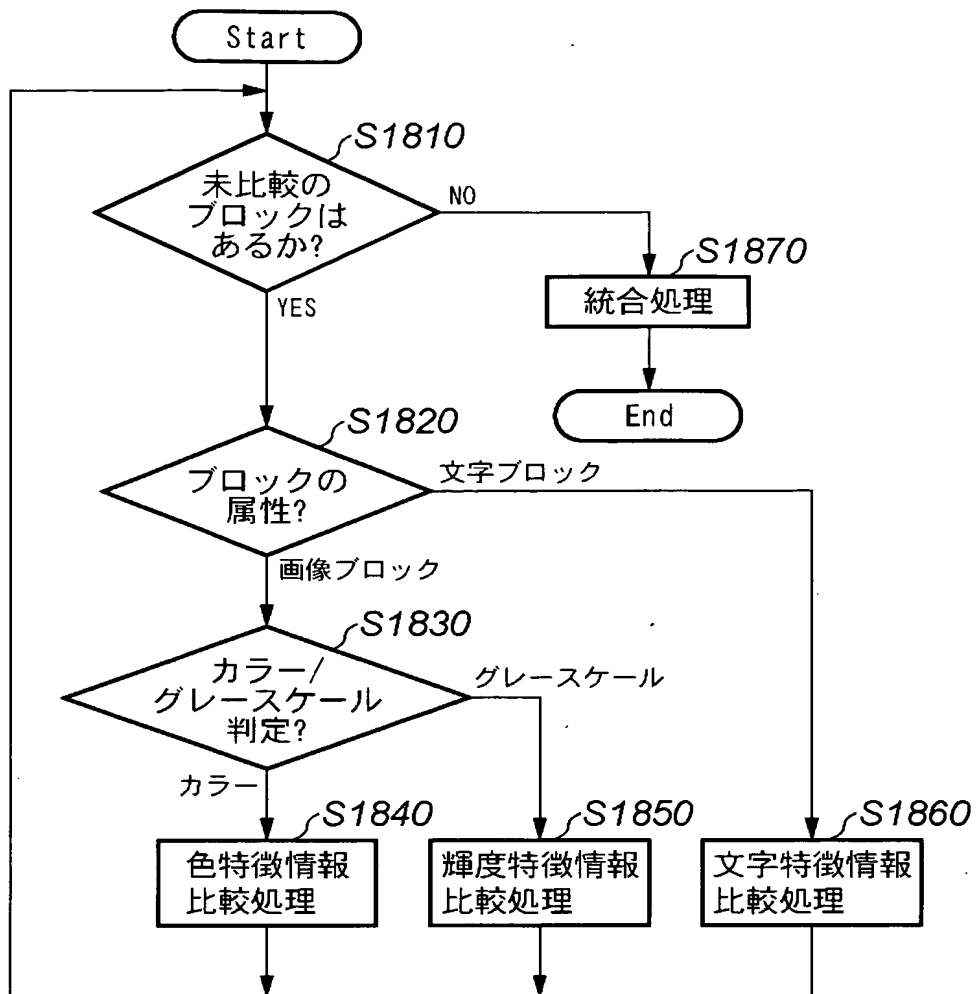 Start
S1810
未比較の
ブロックは
あるか?
NO
YES
S1870
統合処理
End
S1820
ブロックの
属性?
文字ブロック
画像ブロック
S1830
カラー/
グレースケール
判定?
グレースケール
カラー
S1840
色特徴情報
比較処理
S1850
輝度特徴情報
比較処理
S1860
文字特徴情報
比較処理